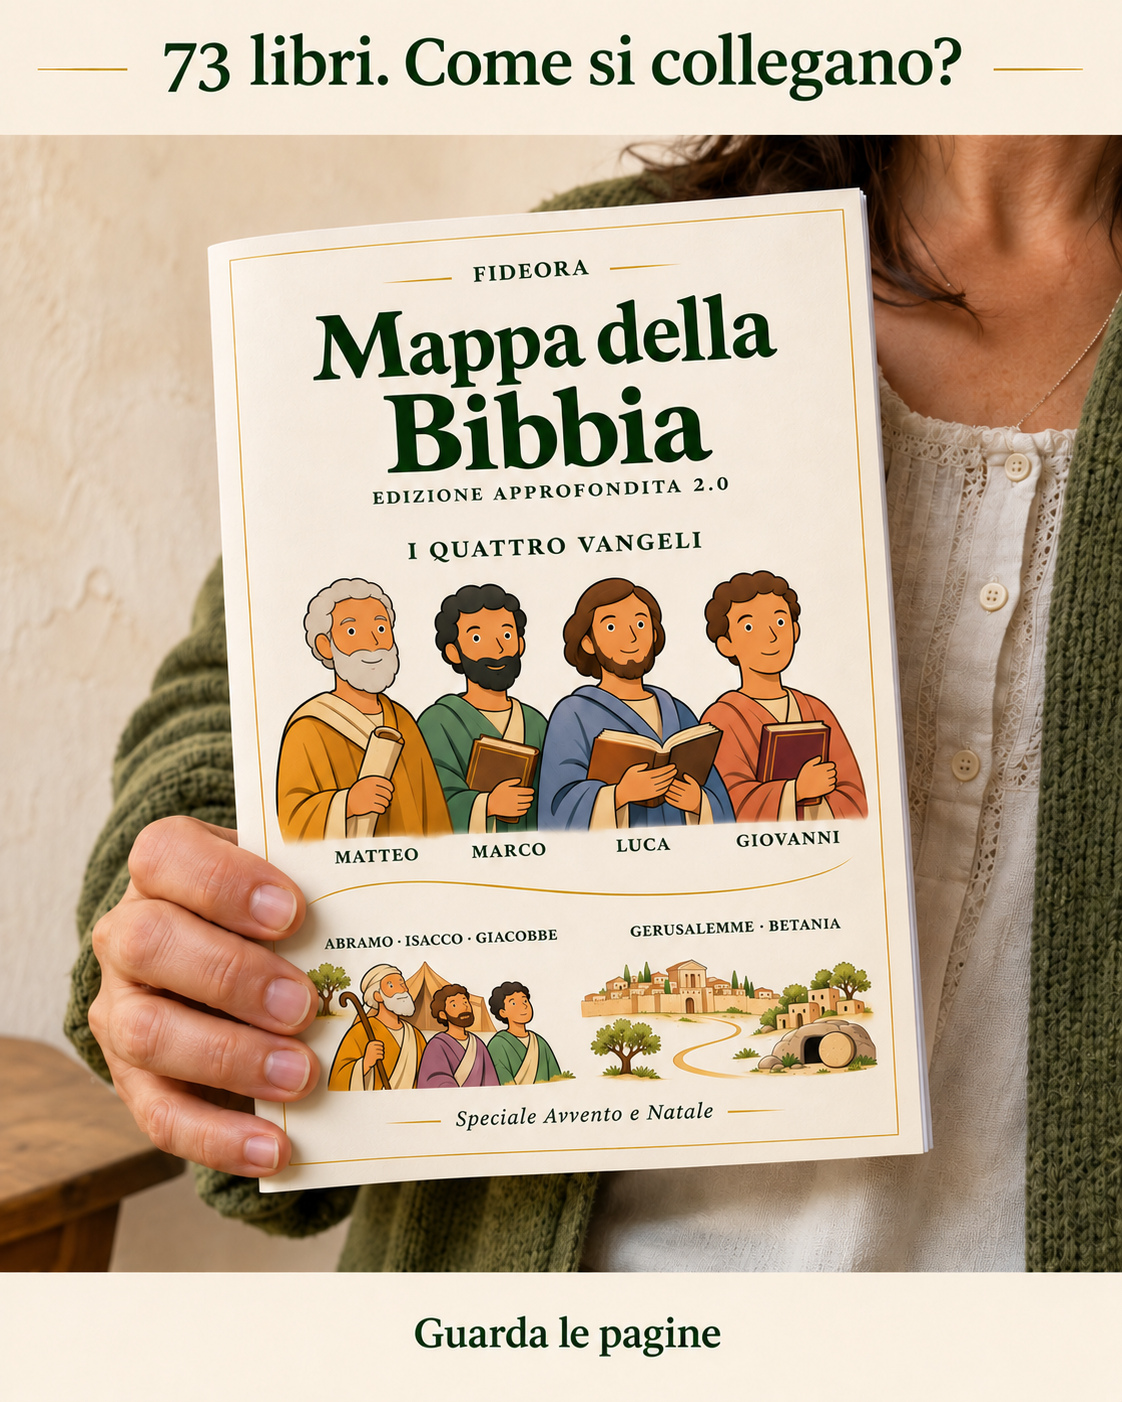 73 libri. Come si collegano?
FIDEORA
Mappa della
Bibbia
EDIZIONE APPROFONDITA 2.0
I QUATTRO VANGELI
MATTEO
MARCO
LUCA
GIOVANNI
ABRAMO · ISACCO · GIACOBBE
GERUSALEMME · BETANIA
Speciale Avvento e Natale
Guarda le pagine